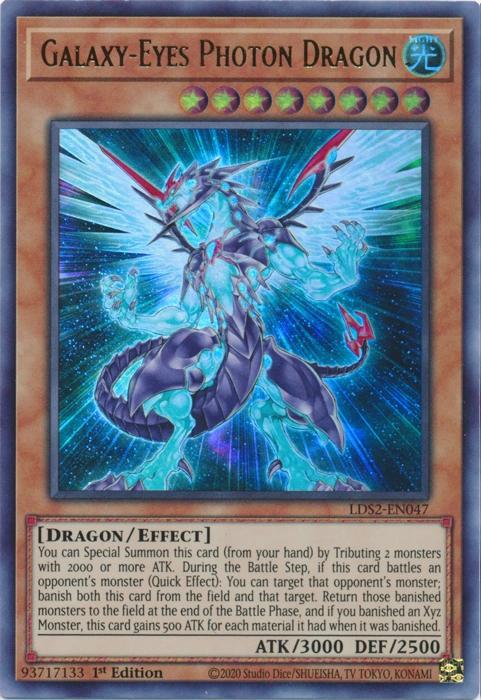 Galaxy-Eyes Photon Dragon
LIGHT
光
LDS2-EN047
[Dragon/Effect]
You can Special Summon this card (from your hand) by Tributing 2 monsters
with 2000 or more ATK. During the Battle Step, if this card battles an
opponent's monster (Quick Effect): You can target that opponent's monster;
banish both this card from the field and that target. Return those banished
monsters to the field at the end of the Battle Phase, and if you banished an Xyz
Monster, this card gains 500 ATK for each material it had when it was banished.
ATK/3000 DEF/2500
93717133 1st Edition ©2020 Studio Dice/SHUEISHA, TV TOKYO, KONAMI